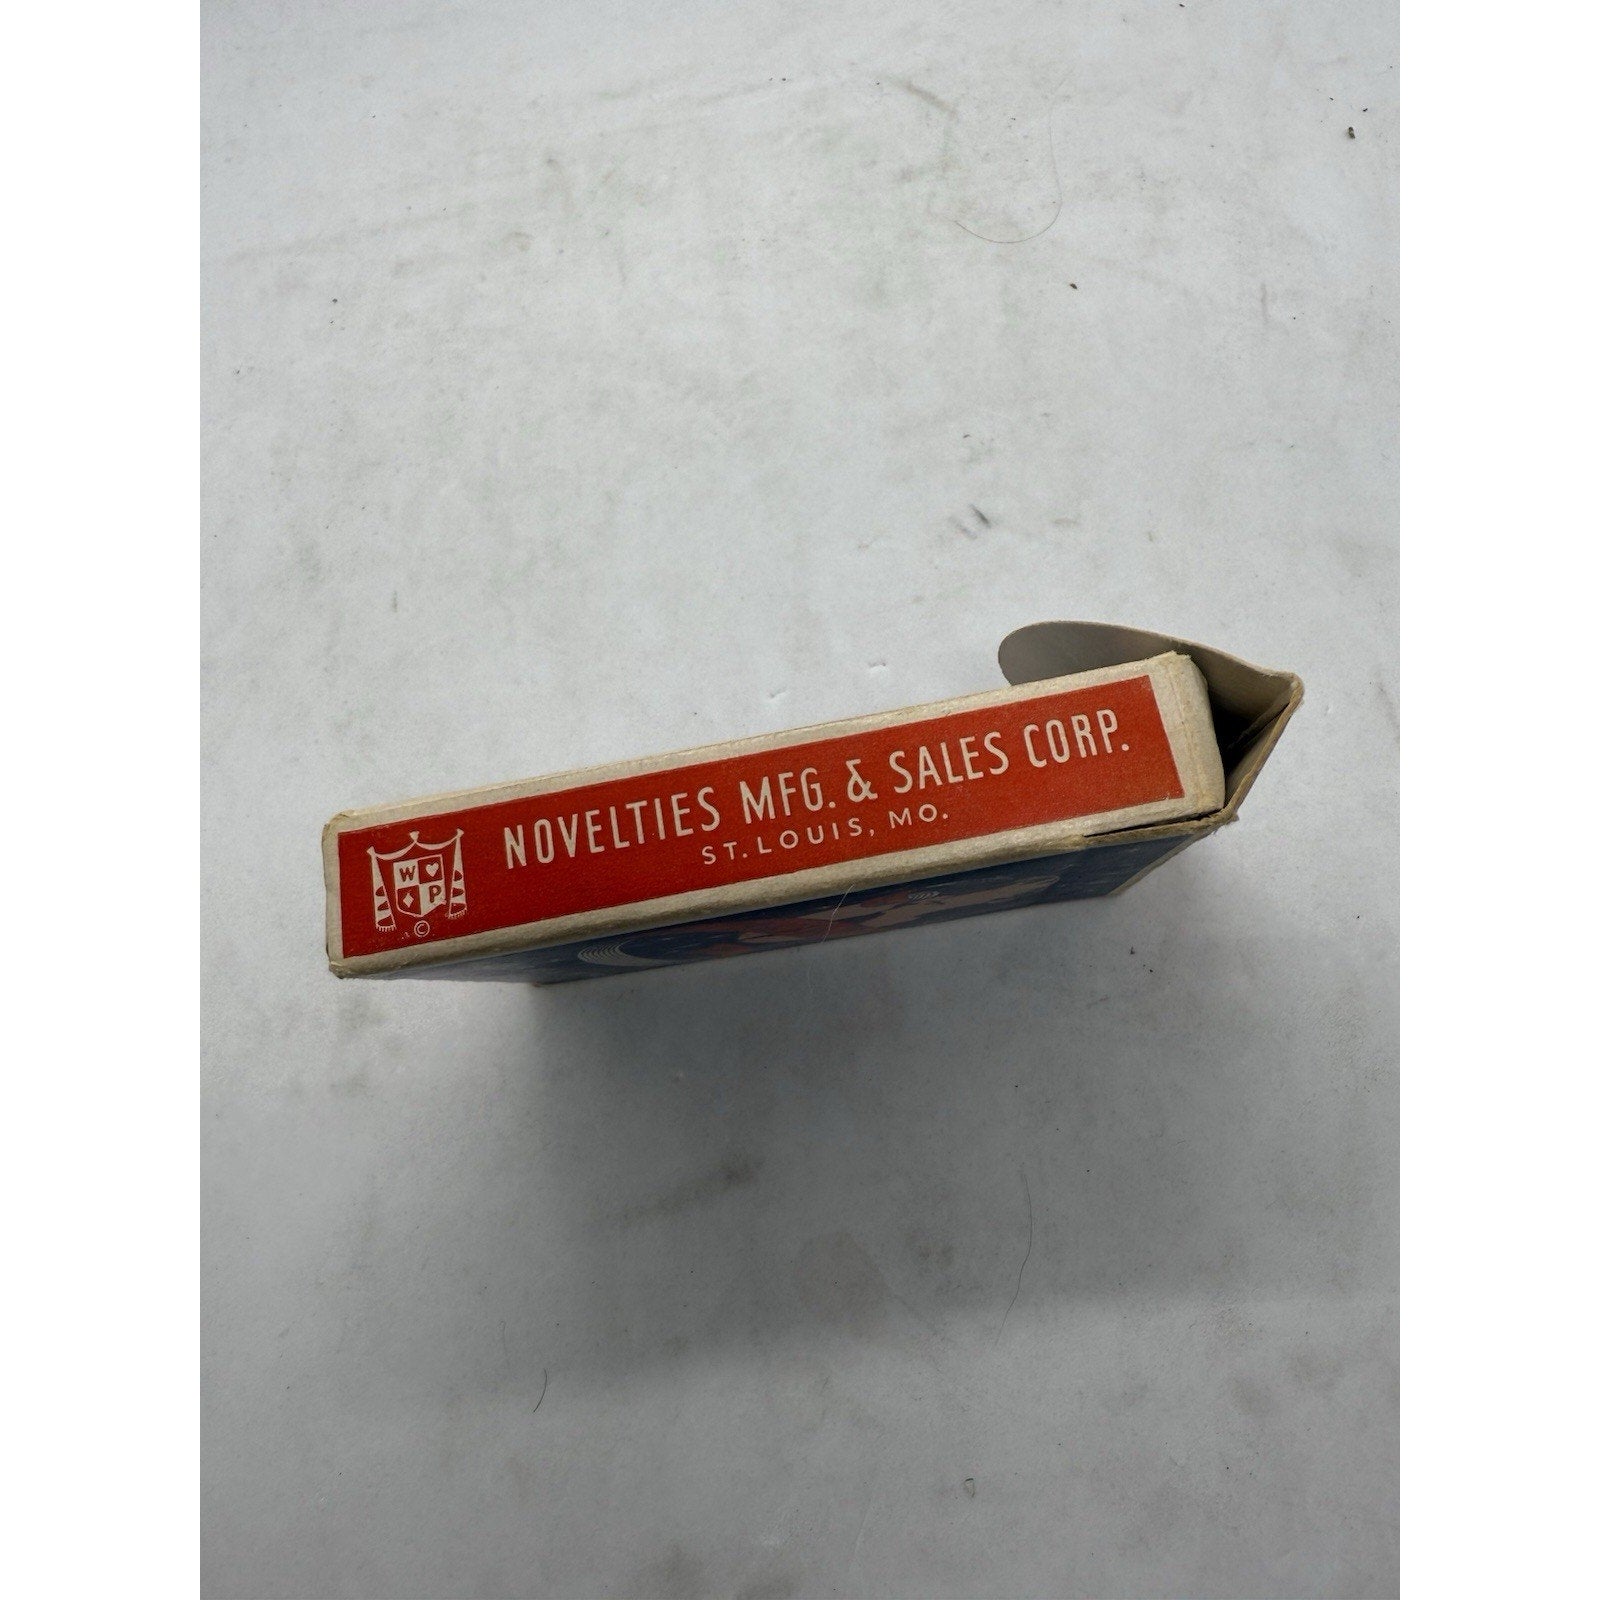 NOVELTIES MFG. & SALES CORP.
ST. LOUIS, MO.
W
P
©